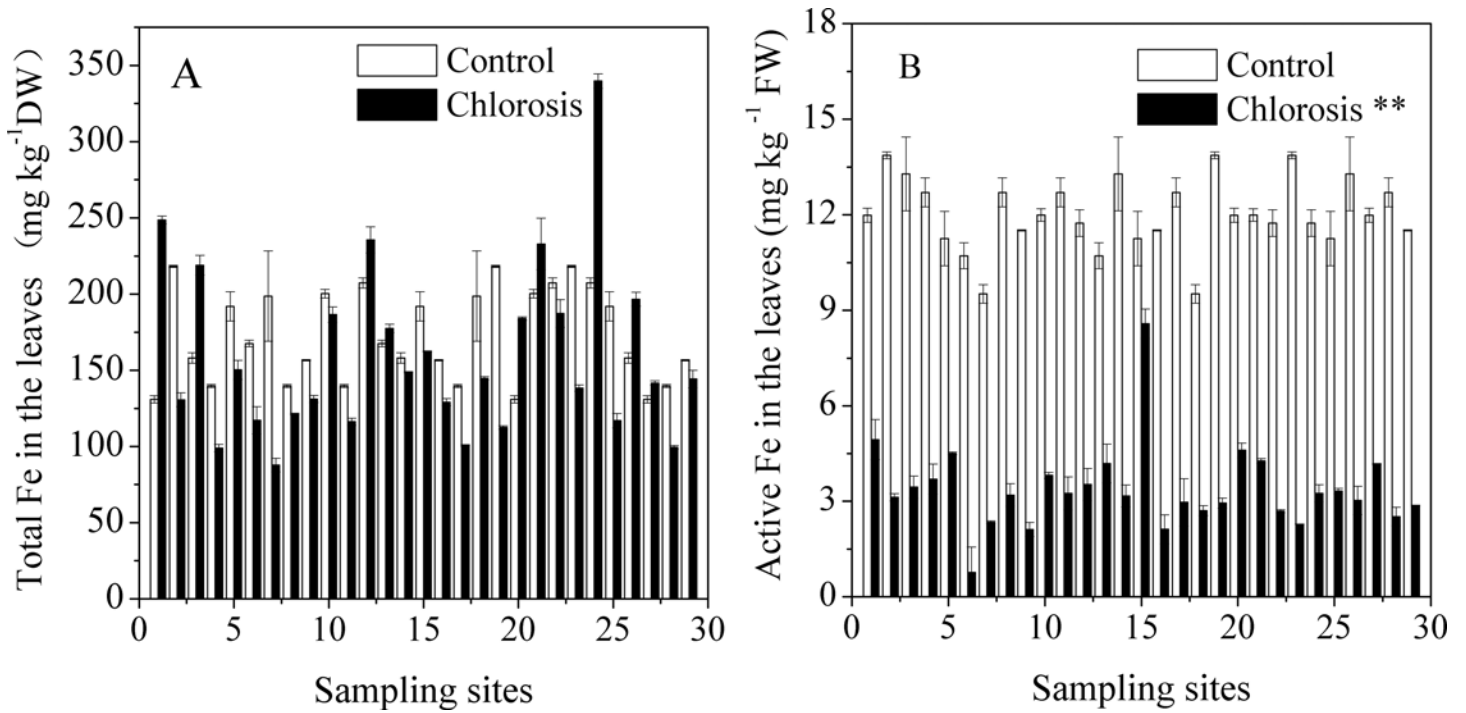 A
Control
Chlorosis
Total Fe in the leaves （mg kg⁻¹DW）
350
300
250
200
150
100
50
0
0
5
10
15
20
25
30
Sampling sites
B
Control
Chlorosis **
Active Fe in the leaves (mg kg ⁻¹ FW)
18
15
12
9
6
3
0
0
5
10
15
20
25
30
Sampling sites